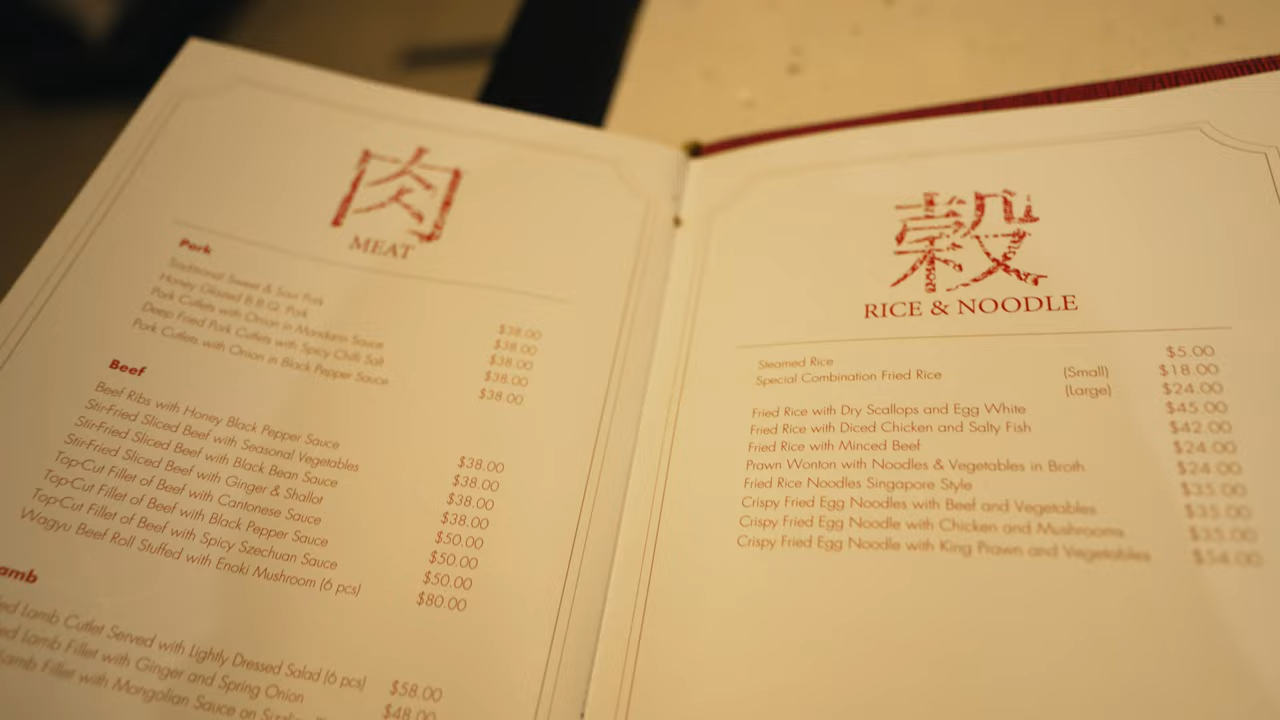 肉
MEAT
Pork
Traditional Sweet & Sour Pork $38.00
Honey Glazed B.B.Q. Pork $38.00
Pork Cutlets with Onion in Mandarin Sauce $38.00
Deep Fried Pork Cutlets with Spicy Chilli Salt $38.00
Pork Cutlets with Onion in Black Pepper Sauce $38.00
Beef
Beef Ribs with Honey Black Pepper Sauce $38.00
Stir-Fried Sliced Beef with Seasonal Vegetables $38.00
Stir-Fried Sliced Beef with Black Bean Sauce $38.00
Stir-Fried Sliced Beef with Ginger & Shallot $38.00
Top-Cut Fillet of Beef with Cantonese Sauce $50.00
Top-Cut Fillet of Beef with Black Pepper Sauce $50.00
Top-Cut Fillet of Beef with Spicy Szechuan Sauce $50.00
Wagyu Beef Roll Stuffed with Enoki Mushroom (6 pcs) $80.00
amb
ed Lamb Cutlet Served with Lightly Dressed Salad (6 pcs) $58.00
ed Lamb Fillet with Ginger and Spring Onion $48.00
Lamb Fillet with Mongolian Sauce on
穀
RICE & NOODLE
Steamed Rice $5.00
Special Combination Fried Rice (Small) $18.00
(Large) $24.00
Fried Rice with Dry Scallops and Egg White $45.00
Fried Rice with Diced Chicken and Salty Fish $42.00
Fried Rice with Minced Beef $24.00
Prawn Wonton with Noodles & Vegetables in Broth $24.00
Fried Rice Noodles Singapore Style $35.00
Crispy Fried Egg Noodles with Beef and Vegetables $35.00
Crispy Fried Egg Noodle with Chicken and Mushrooms $35.00
Crispy Fried Egg Noodle with King Prawn and Vegetables $54.00